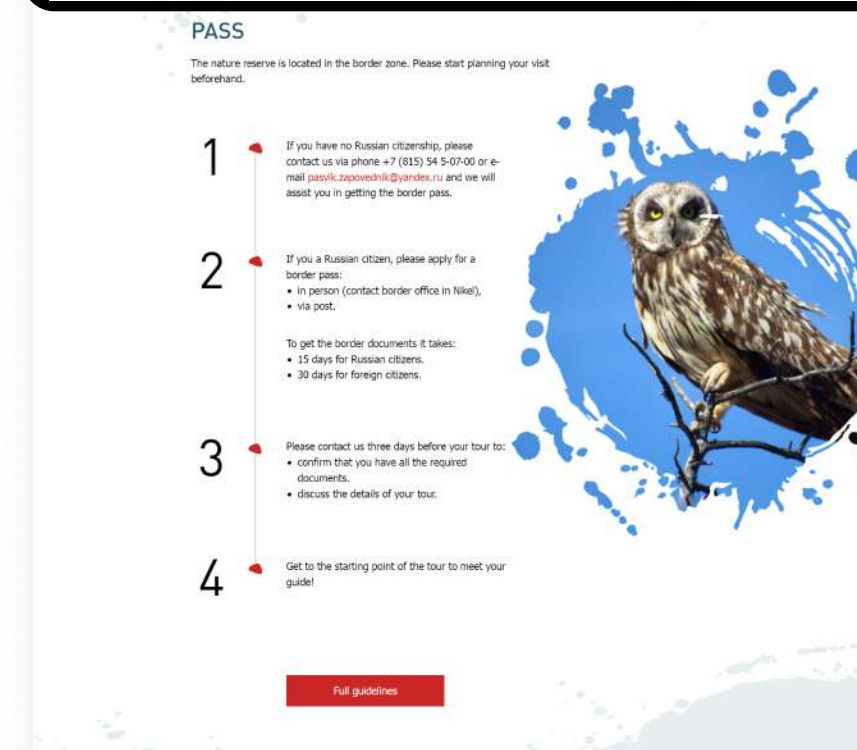 PASS
The nature reserve is located in the border zone. Please start planning your visit
beforehand.
1
If you have no Russian citizenship, please
contact us via phone +7 (815) 54 5-07-00 or e-
mail pasvik.zapovednik@yandex.ru and we will
assist you in getting the border pass.
2
If you a Russian citizen, please apply for a
border pass:
• in person (contact border office in Nikel),
• via post.
To get the border documents it takes:
• 15 days for Russian citizens.
• 30 days for foreign citizens.
3
Please contact us three days before your tour to:
• confirm that you have all the required
documents.
• discuss the details of your tour.
4
Get to the starting point of the tour to meet your
guide!
Full guidelines